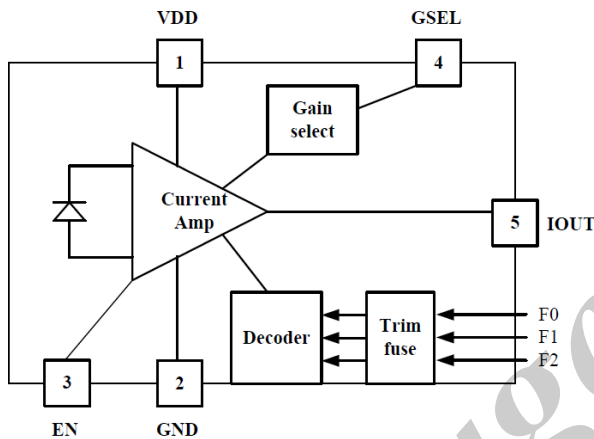 VDD
GSEL
1
4
Gain
select
Current
Amp
5
IOUT
Decoder
Trim
fuse
F0
F1
F2
3
2
EN
GND